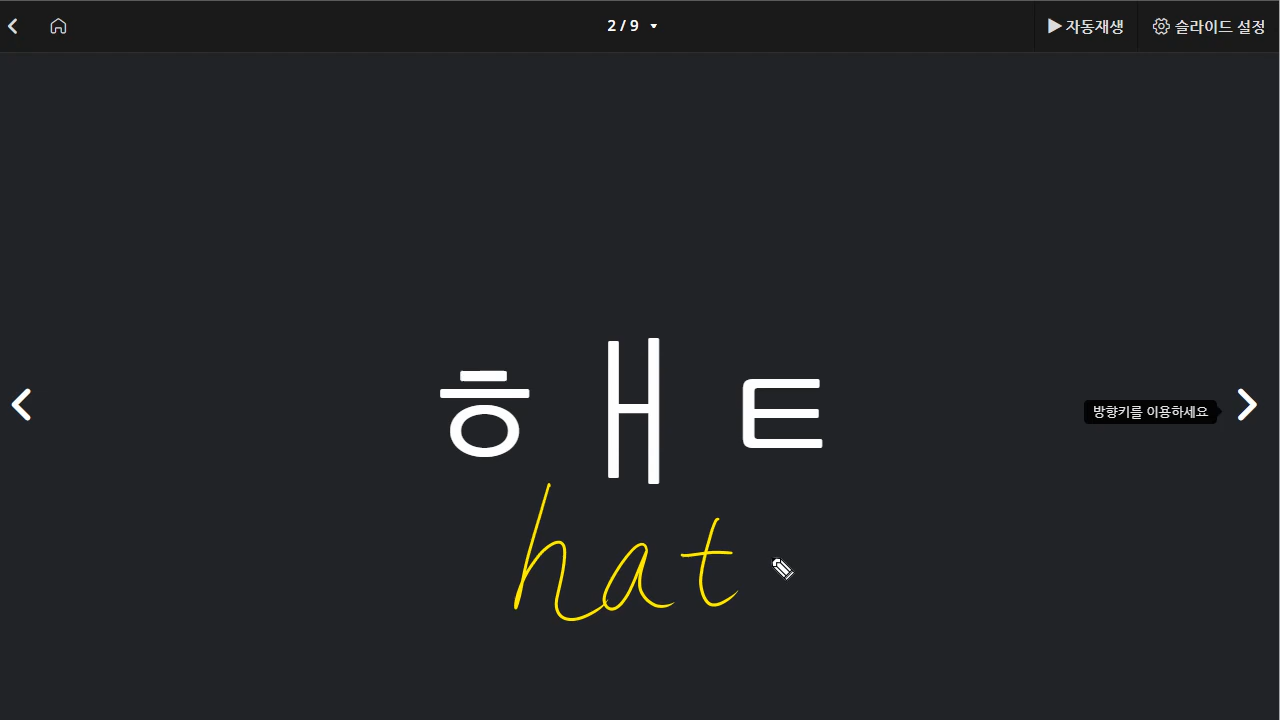 2 / 9
자동재생
슬라이드 설정
ㅎ ㅐ ㅌ
방향키를 이용하세요
hat